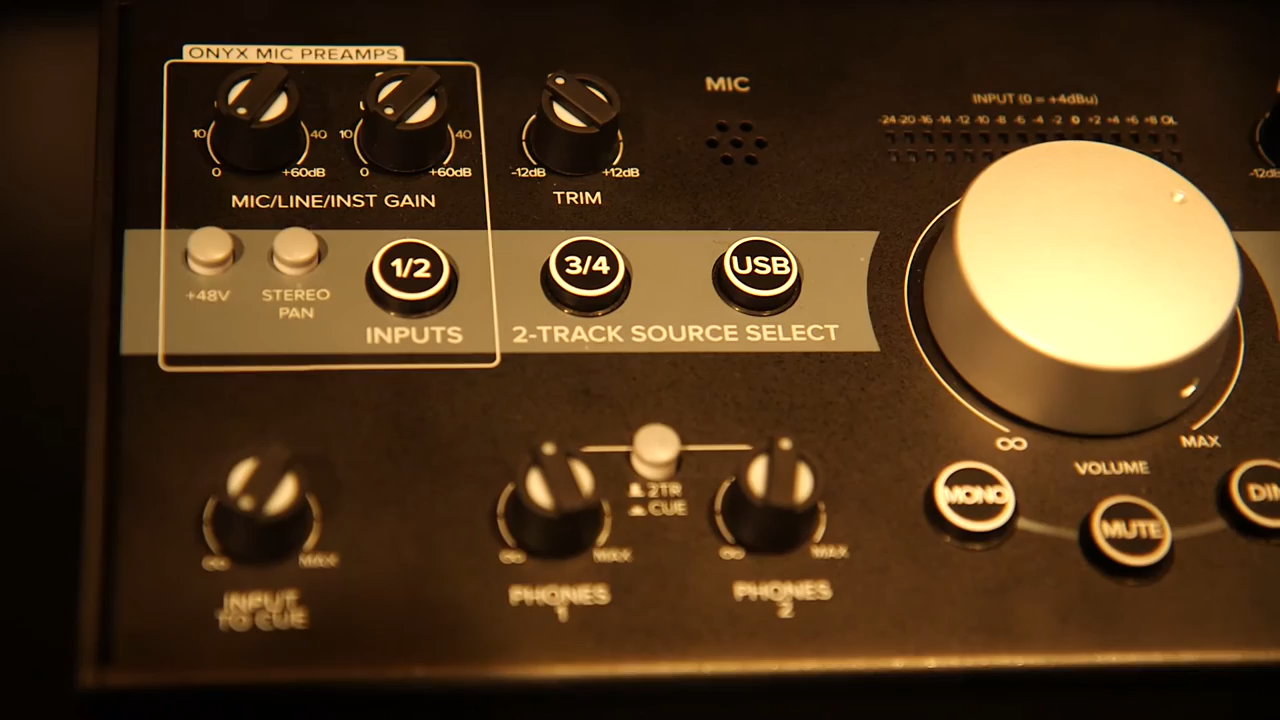 ONYX MIC PREAMPS
10 40 10 40
0 +60dB 0 +60dB
MIC/LINE/INST GAIN
-12dB +12dB
TRIM
MIC
INPUT (0 = +4dBu)
-24 -20 -16 -14 -12 -10 -8 -6 -4 -2 0 +2 +4 +6 +8 OL
-12dB
+48V
STEREO
PAN
1/2
INPUTS
3/4
USB
2-TRACK SOURCE SELECT
∞ MAX
VOLUME
MONO
MUTE
2TR
CUE
∞ MAX
INPUT
TO CUE
∞ MAX
PHONES
1
∞ MAX
PHONES
2